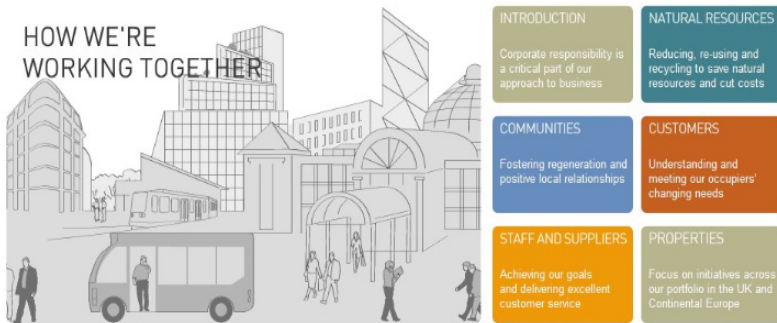 HOW WE'RE
WORKING TOGETHER
INTRODUCTION
Corporate responsibility is
a critical part of our
approach to business
NATURAL RESOURCES
Reducing, re-using and
recycling to save natural
resources and cut costs
COMMUNITIES
Fostering regeneration and
positive local relationships
CUSTOMERS
Understanding and
meeting our occupiers'
changing needs
STAFF AND SUPPLIERS
Achieving our goals
and delivering excellent
customer service
PROPERTIES
Focus on initiatives across
our portfolio in the UK and
Continental Europe